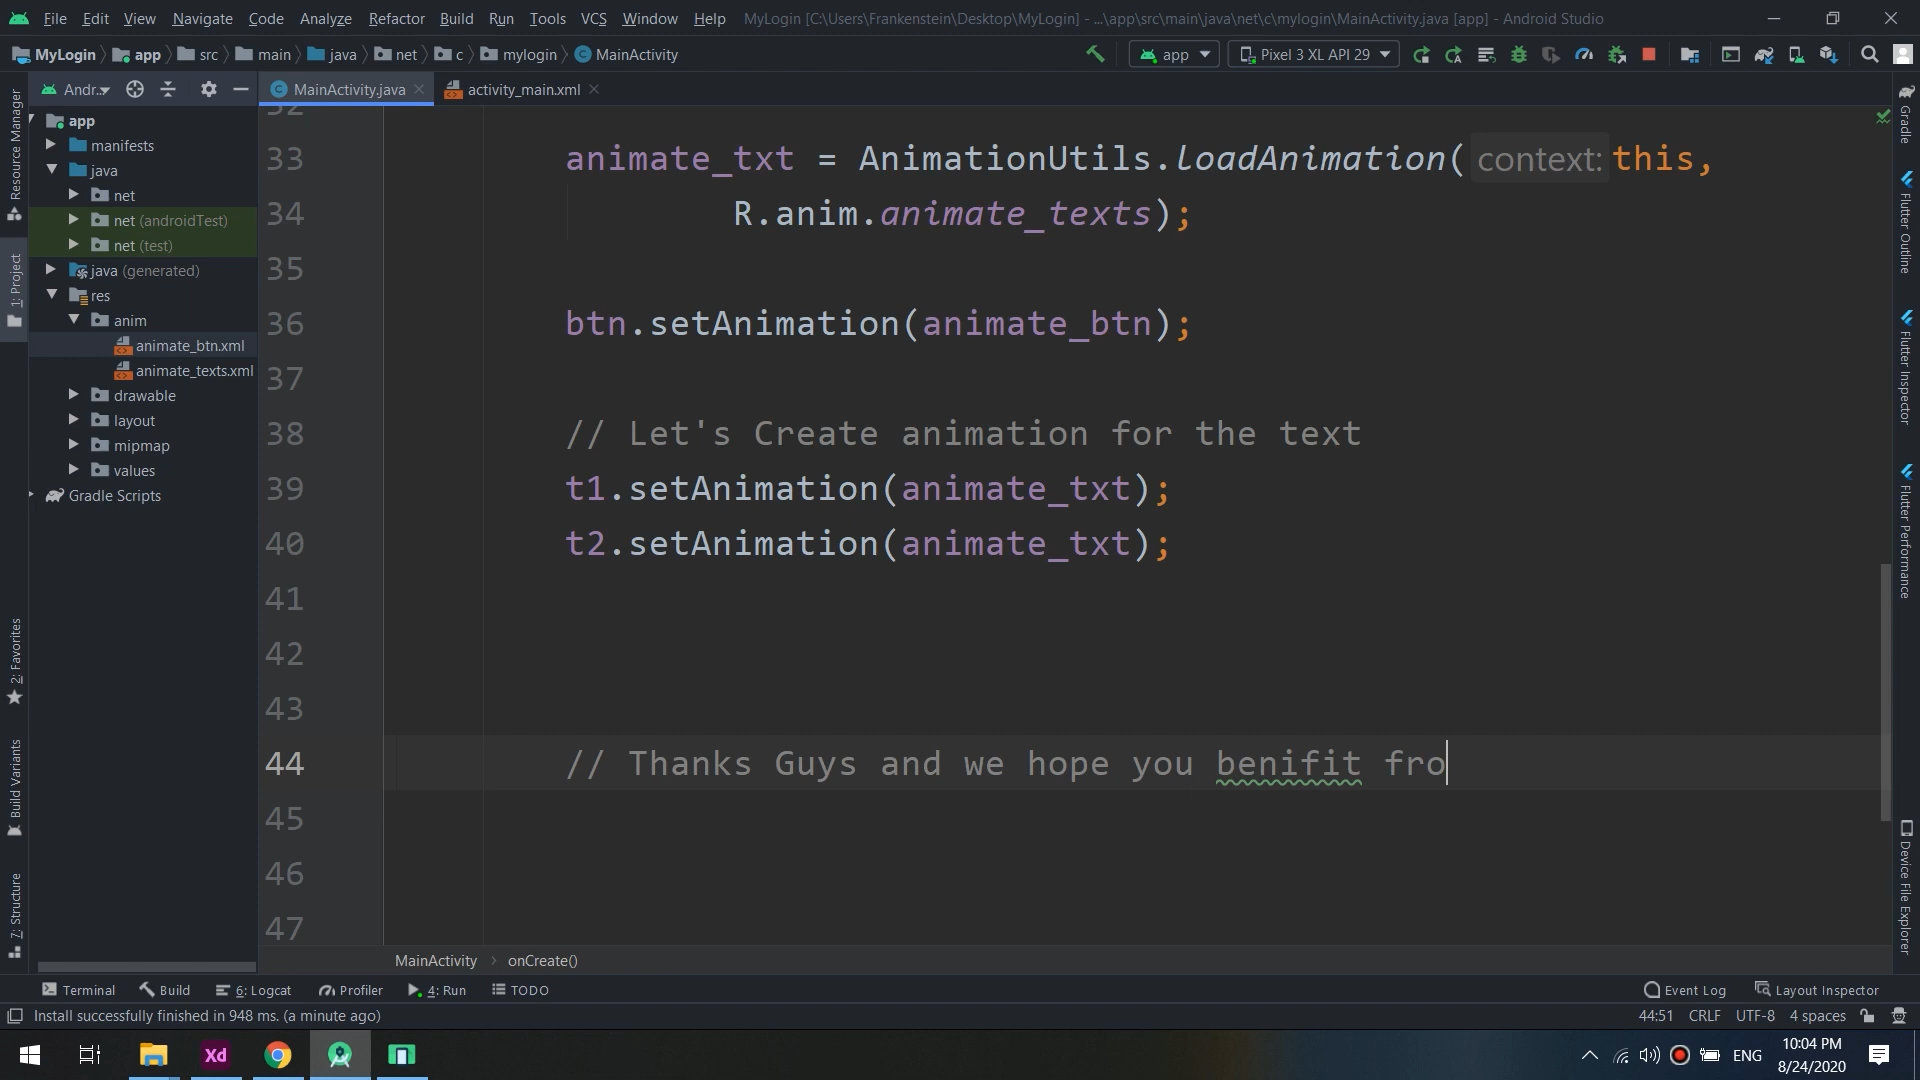 File Edit View Navigate Code Analyze Refactor Build Run Tools VCS Window Help MyLogin [C:\Users\Frankenstein\Desktop\MyLogin] - ...\app\src\main\java\net\c\mylogin\MainActivity.java [app] - Android Studio
MyLogin app src main java net c mylogin MainActivity app Pixel 3 XL API 29
Andr.. MainActivity.java activity_main.xml
Resource Manager
1: Project
2: Favorites
Build Variants
7: Structure
app
manifests
java
net
net (androidTest)
net (test)
java (generated)
res
anim
animate_btn.xml
animate_texts.xml
drawable
layout
mipmap
values
Gradle Scripts
32
33 animate_txt = AnimationUtils.loadAnimation( context: this,
34 R.anim.animate_texts);
35
36 btn.setAnimation(animate_btn);
37
38 // Let's Create animation for the text
39 t1.setAnimation(animate_txt);
40 t2.setAnimation(animate_txt);
41
42
43
44 // Thanks Guys and we hope you benifit fro
45
46
47
Gradle
Flutter Outline
Flutter Inspector
Flutter Performance
Device File Explorer
MainActivity onCreate()
Terminal Build 6: Logcat Profiler 4: Run TODO Event Log Layout Inspector
Install successfully finished in 948 ms. (a minute ago) 44:51 CRLF UTF-8 4 spaces
Xd ENG 10:04 PM
8/24/2020